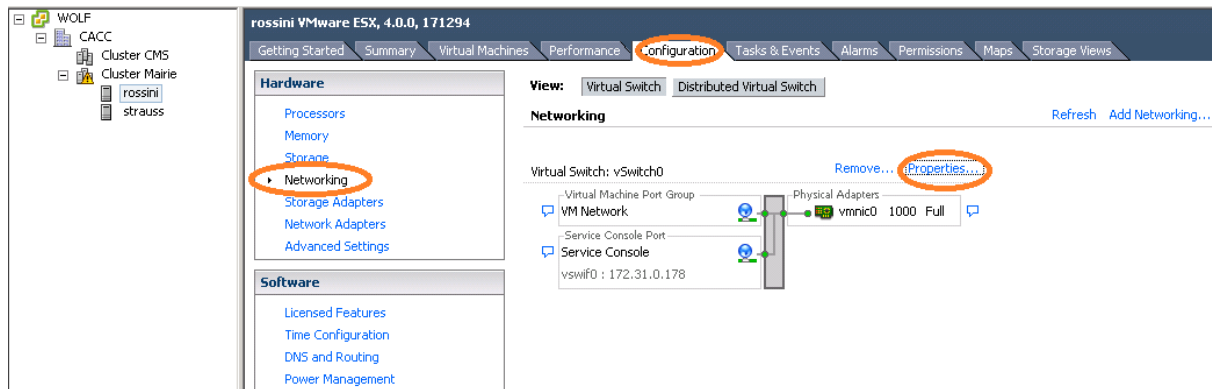 WOLF
CACC
Cluster CMS
Cluster Mairie
rossini
strauss
rossini VMware ESX, 4.0.0, 171294
Getting Started Summary Virtual Machines Performance Configuration Tasks & Events Alarms Permissions Maps Storage Views
Hardware
Processors
Memory
Storage
Networking
Storage Adapters
Network Adapters
Advanced Settings
Software
Licensed Features
Time Configuration
DNS and Routing
Power Management
View: Virtual Switch Distributed Virtual Switch
Networking Refresh Add Networking...
Virtual Switch: vSwitch0 Remove... Properties...
Virtual Machine Port Group Physical Adapters
VM Network vmnic0 1000 Full
Service Console Port
Service Console
vswif0 : 172.31.0.178